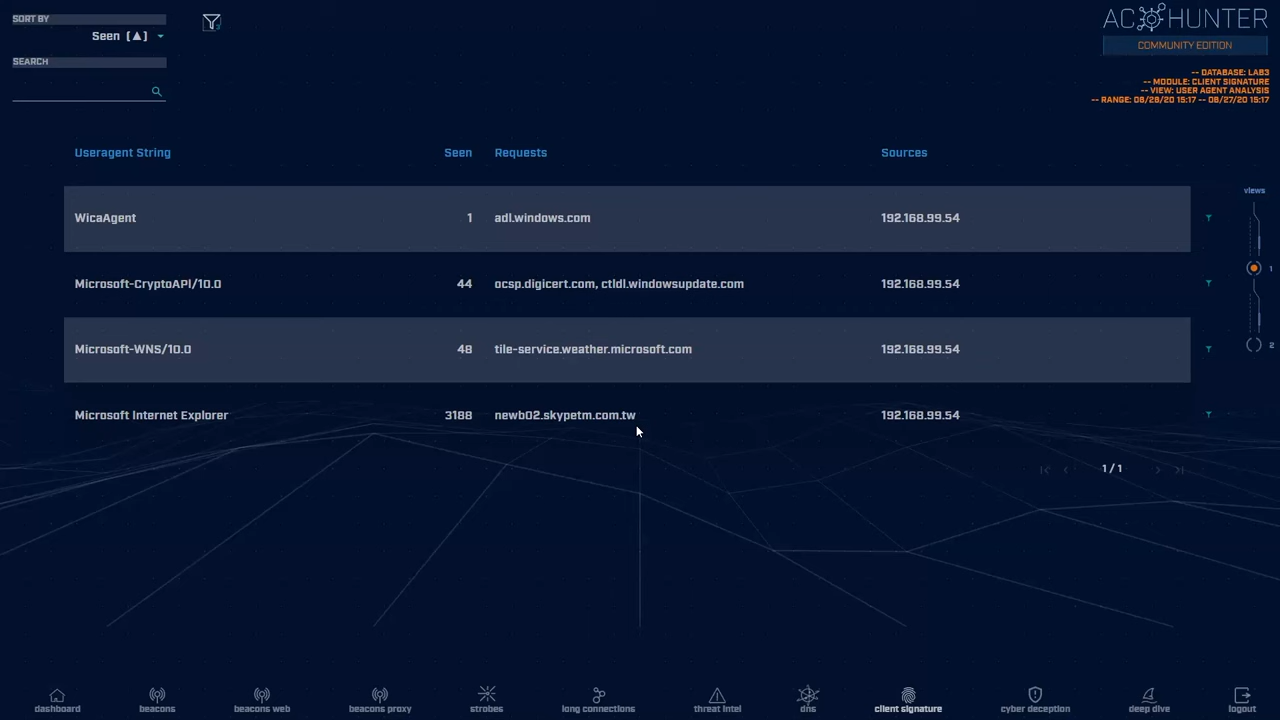 SORT BY
Seen [▲]
SEARCH
AC HUNTER
COMMUNITY EDITION
-- DATABASE: LAB3
-- MODULE: CLIENT SIGNATURE
-- VIEW: USER AGENT ANALYSIS
-- RANGE: 08/26/20 15:17 -- 08/27/20 15:17
Useragent String Seen Requests Sources
views
WicaAgent 1 adl.windows.com 192.168.99.54
1
Microsoft-CryptoAPI/10.0 44 ocsp.digicert.com, ctldl.windowsupdate.com 192.168.99.54
Microsoft-WNS/10.0 48 tile-service.weather.microsoft.com 192.168.99.54
2
Microsoft Internet Explorer 3188 newb02.skypetm.com.tw 192.168.99.54
1 / 1
dashboard beacons beacons web beacons proxy strobes long connections threat intel dns client signature cyber deception deep dive logout